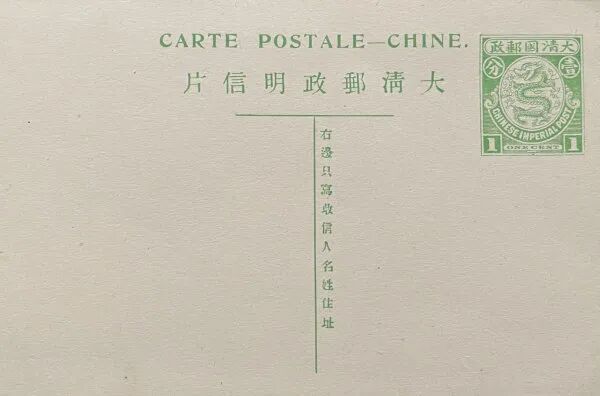 CARTE POSTALE—CHINE.
大清郵政明信片
大清國郵政
壹分
CHINESE IMPERIAL POST
1 ONE CENT 1
右邊只寫收信人名姓住址